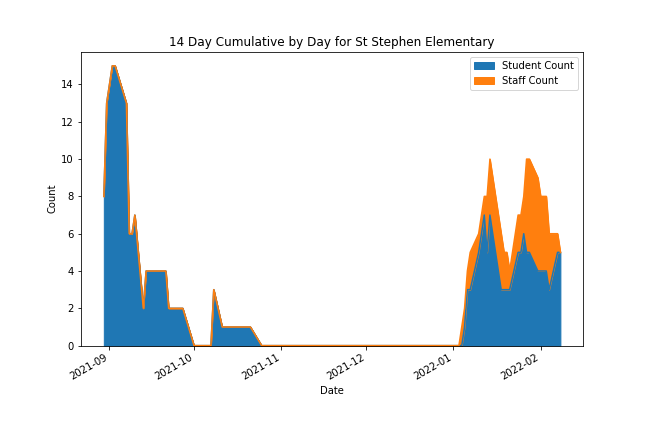 14 Day Cumulative by Day for St Stephen Elementary
Student Count
Staff Count
14
12
10
8
6
4
2
0
Count
2021-09
2021-10
2021-11
2021-12
2022-01
2022-02
Date